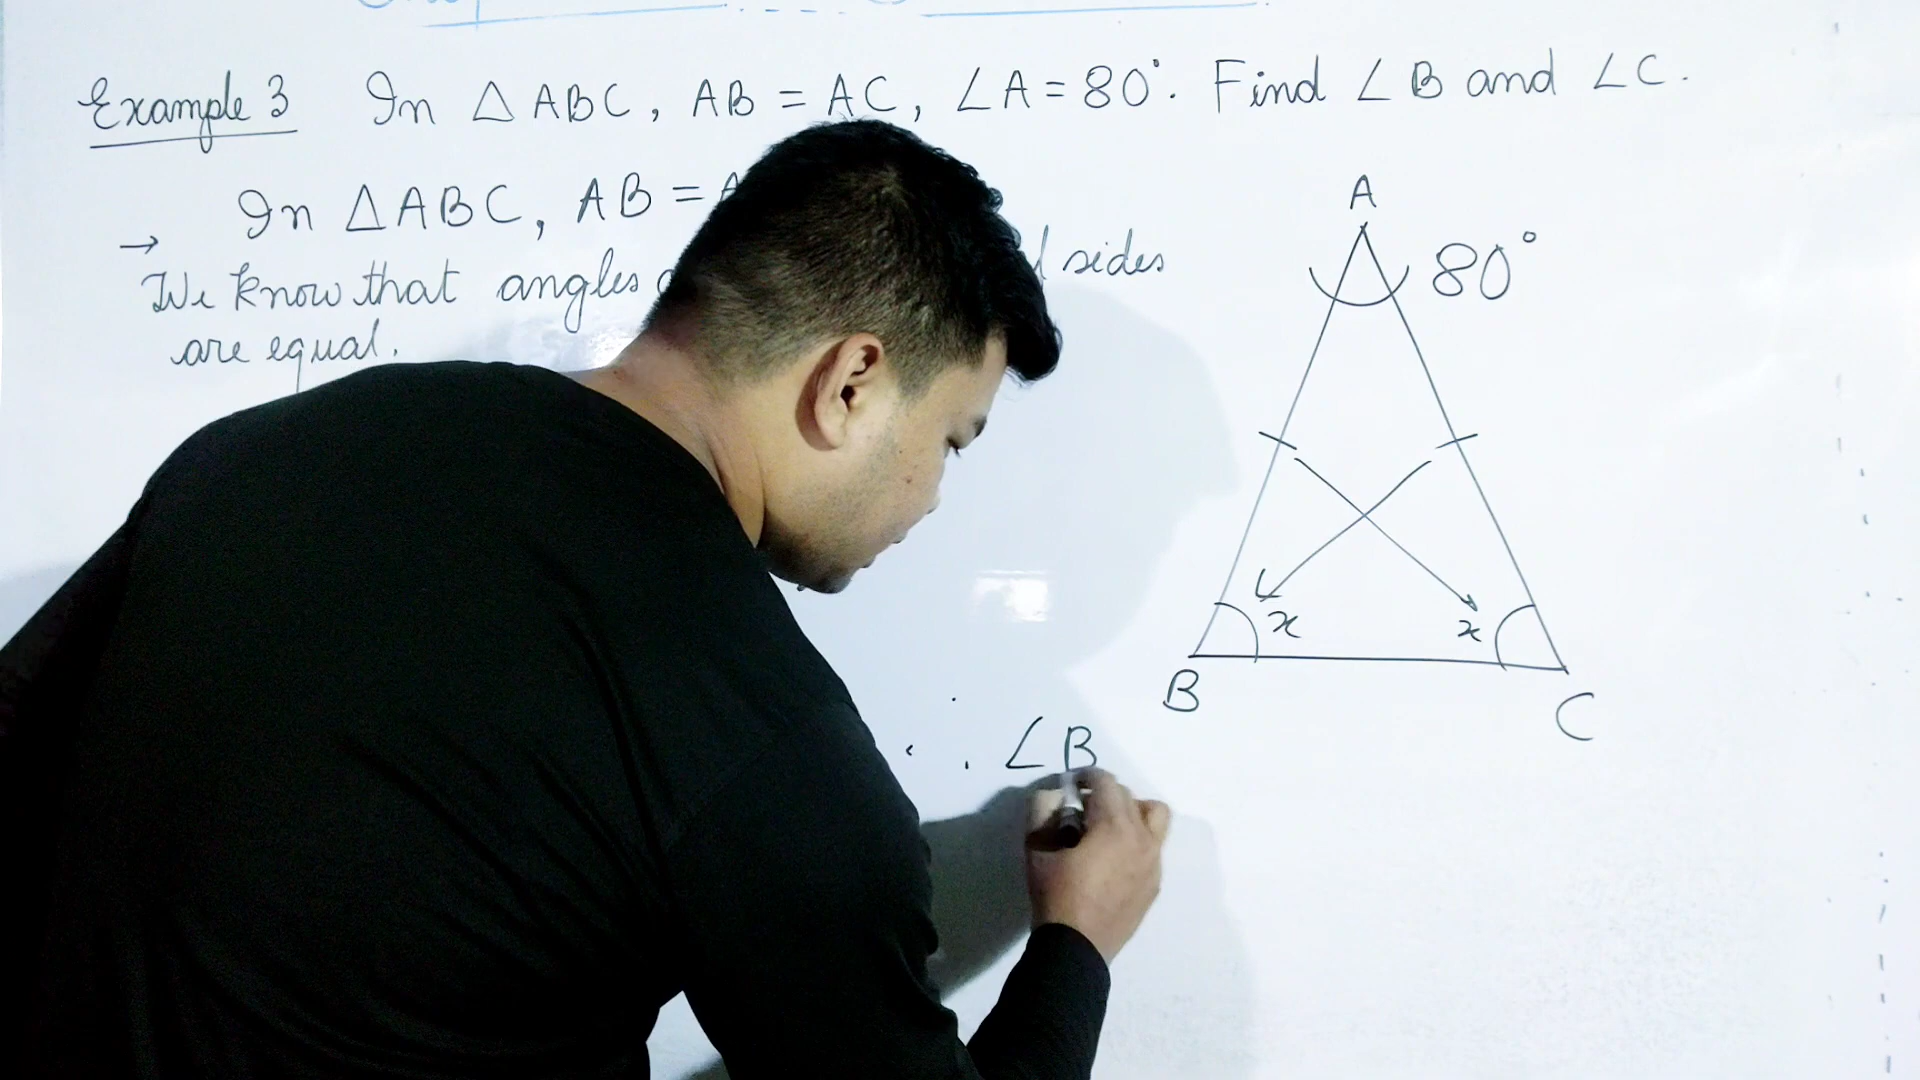 Example 3 In △ ABC, AB = AC, ∠A = 80°. Find ∠B and ∠C.
→ In △ABC, AB =
We know that angles sides
are equal.
A
80°
x x
B C
∠B